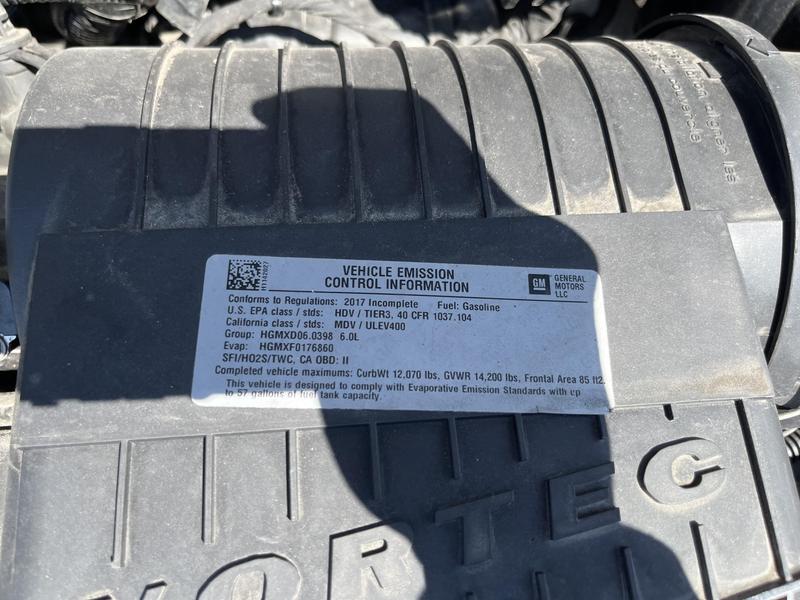 VEHICLE EMISSION
CONTROL INFORMATION
GM
GENERAL
MOTORS
LLC
Conforms to Regulations: 2017 Incomplete Fuel: Gasoline
U.S. EPA class / stds: HDV / TIER3, 40 CFR 1037.104
California class / stds: MDV / ULEV400
Group: HGMXD06.0398 6.0L
Evap: HGMXF0176860
SFI/HO2S/TWC, CA OBD: II
Completed vehicle maximums: CurbWt 12,070 lbs, GVWR 14,200 lbs, Frontal Area 85 ft2.
This vehicle is designed to comply with Evaporative Emission Standards with up
to 57 gallons of fuel tank capacity.
VORTEC